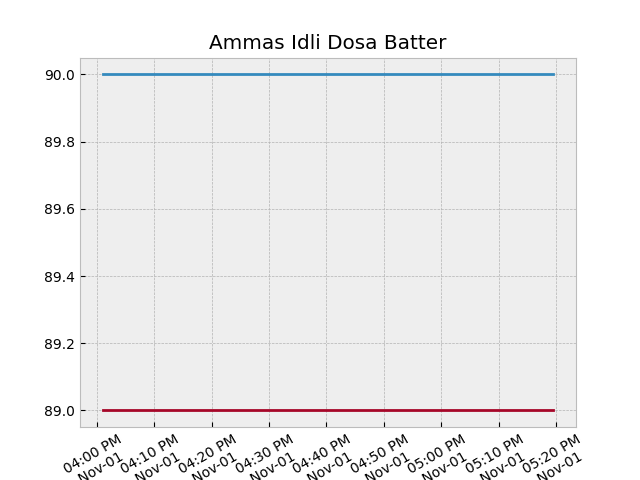 Ammas Idli Dosa Batter
90.0
89.8
89.6
89.4
89.2
89.0
04:00 PM
Nov-01
04:10 PM
Nov-01
04:20 PM
Nov-01
04:30 PM
Nov-01
04:40 PM
Nov-01
04:50 PM
Nov-01
05:00 PM
Nov-01
05:10 PM
Nov-01
05:20 PM
Nov-01